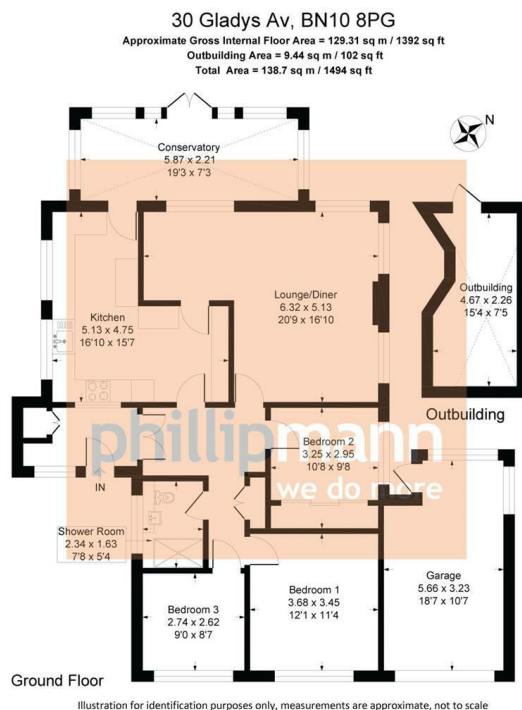 30 Gladys Av, BN10 8PG
Approximate Gross Internal Floor Area = 129.31 sq m / 1392 sq ft
Outbuilding Area = 9.44 sq m / 102 sq ft
Total Area = 138.7 sq m / 1494 sq ft
N
Conservatory
5.87 x 2.21
19'3 x 7'3
Kitchen
5.13 x 4.75
16'10 x 15'7
Lounge/Diner
6.32 x 5.13
20'9 x 16'10
Outbuilding
4.67 x 2.26
15'4 x 7'5
Outbuilding
phillipmann
we do more
IN
Bedroom 2
3.25 x 2.95
10'8 x 9'8
Shower Room
2.34 x 1.63
7'8 x 5'4
Bedroom 3
2.74 x 2.62
9'0 x 8'7
Bedroom 1
3.68 x 3.45
12'1 x 11'4
Garage
5.66 x 3.23
18'7 x 10'7
Ground Floor
Illustration for identification purposes only, measurements are approximate, not to scale